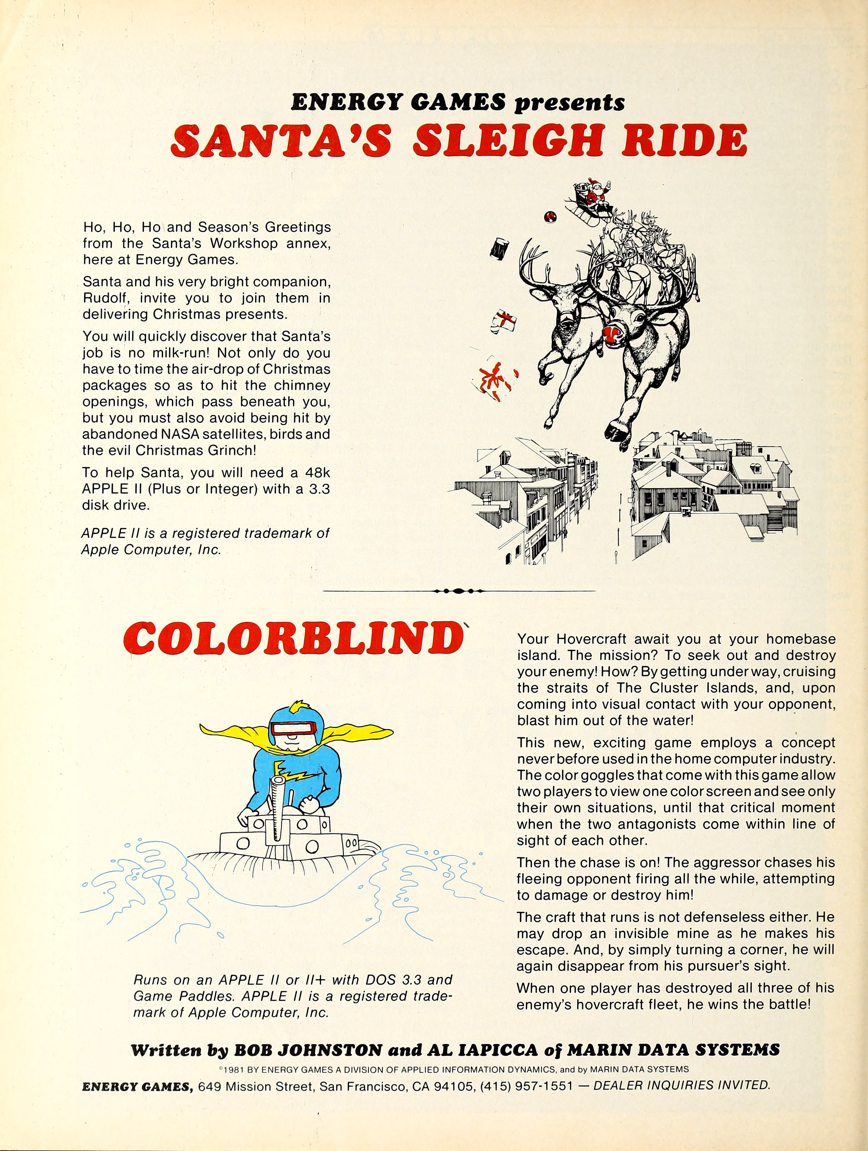 ENERGY GAMES presents
SANTA'S SLEIGH RIDE
Ho, Ho, Ho and Season's Greetings
from the Santa's Workshop annex,
here at Energy Games.
Santa and his very bright companion,
Rudolf, invite you to join them in
delivering Christmas presents.
You will quickly discover that Santa's
job is no milk-run! Not only do you
have to time the air-drop of Christmas
packages so as to hit the chimney
openings, which pass beneath you,
but you must also avoid being hit by
abandoned NASA satellites, birds and
the evil Christmas Grinch!
To help Santa, you will need a 48k
APPLE II (Plus or Integer) with a 3.3
disk drive.
APPLE II is a registered trademark of
Apple Computer, Inc.
COLORBLIND
Your Hovercraft await you at your homebase
island. The mission? To seek out and destroy
your enemy! How? By getting under way, cruising
the straits of The Cluster Islands, and, upon
coming into visual contact with your opponent,
blast him out of the water!
This new, exciting game employs a concept
never before used in the home computer industry.
The color goggles that come with this game allow
two players to view one color screen and see only
their own situations, until that critical moment
when the two antagonists come within line of
sight of each other.
Then the chase is on! The aggressor chases his
fleeing opponent firing all the while, attempting
to damage or destroy him!
The craft that runs is not defenseless either. He
may drop an invisible mine as he makes his
escape. And, by simply turning a corner, he will
again disappear from his pursuer's sight.
When one player has destroyed all three of his
enemy's hovercraft fleet, he wins the battle!
Runs on an APPLE II or II+ with DOS 3.3 and
Game Paddles. APPLE II is a registered trade-
mark of Apple Computer, Inc.
Written by BOB JOHNSTON and AL IAPICCA of MARIN DATA SYSTEMS
©1981 BY ENERGY GAMES A DIVISION OF APPLIED INFORMATION DYNAMICS, and by MARIN DATA SYSTEMS
ENERGY GAMES, 649 Mission Street, San Francisco, CA 94105, (415) 957-1551 — DEALER INQUIRIES INVITED.